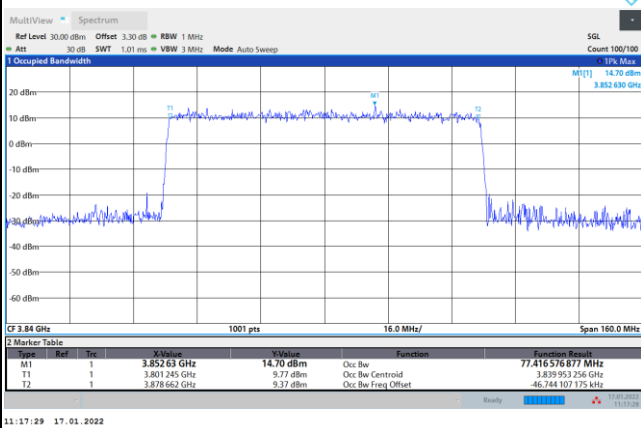 MultiView Spectrum
Ref Level 30.00 dBm Offset 3.30 dB RBW 1 MHz SGL
Att 30 dB SWT 1.01 ms VBW 3 MHz Mode Auto Sweep Count 100/100
1 Occupied Bandwidth 1Pk Max
M1[1] 14.70 dBm
3.852 630 GHz
20 dBm
M1
T1 T2
10 dBm
0 dBm
-10 dBm
-20 dBm
-30 dBm
-40 dBm
-50 dBm
-60 dBm
CF 3.84 GHz 1001 pts 16.0 MHz/ Span 160.0 MHz
2 Marker Table
Type Ref Trc X-Value Y-Value Function Function Result
M1 1 3.852 63 GHz 14.70 dBm Occ Bw 77.416 576 877 MHz
T1 1 3.801 245 GHz 9.77 dBm Occ Bw Centroid 3.839 953 256 GHz
T2 1 3.878 662 GHz 9.37 dBm Occ Bw Freq Offset -46.744 107 175 kHz
Ready 17.01.2022
11:17:28
11:17:29 17.01.2022